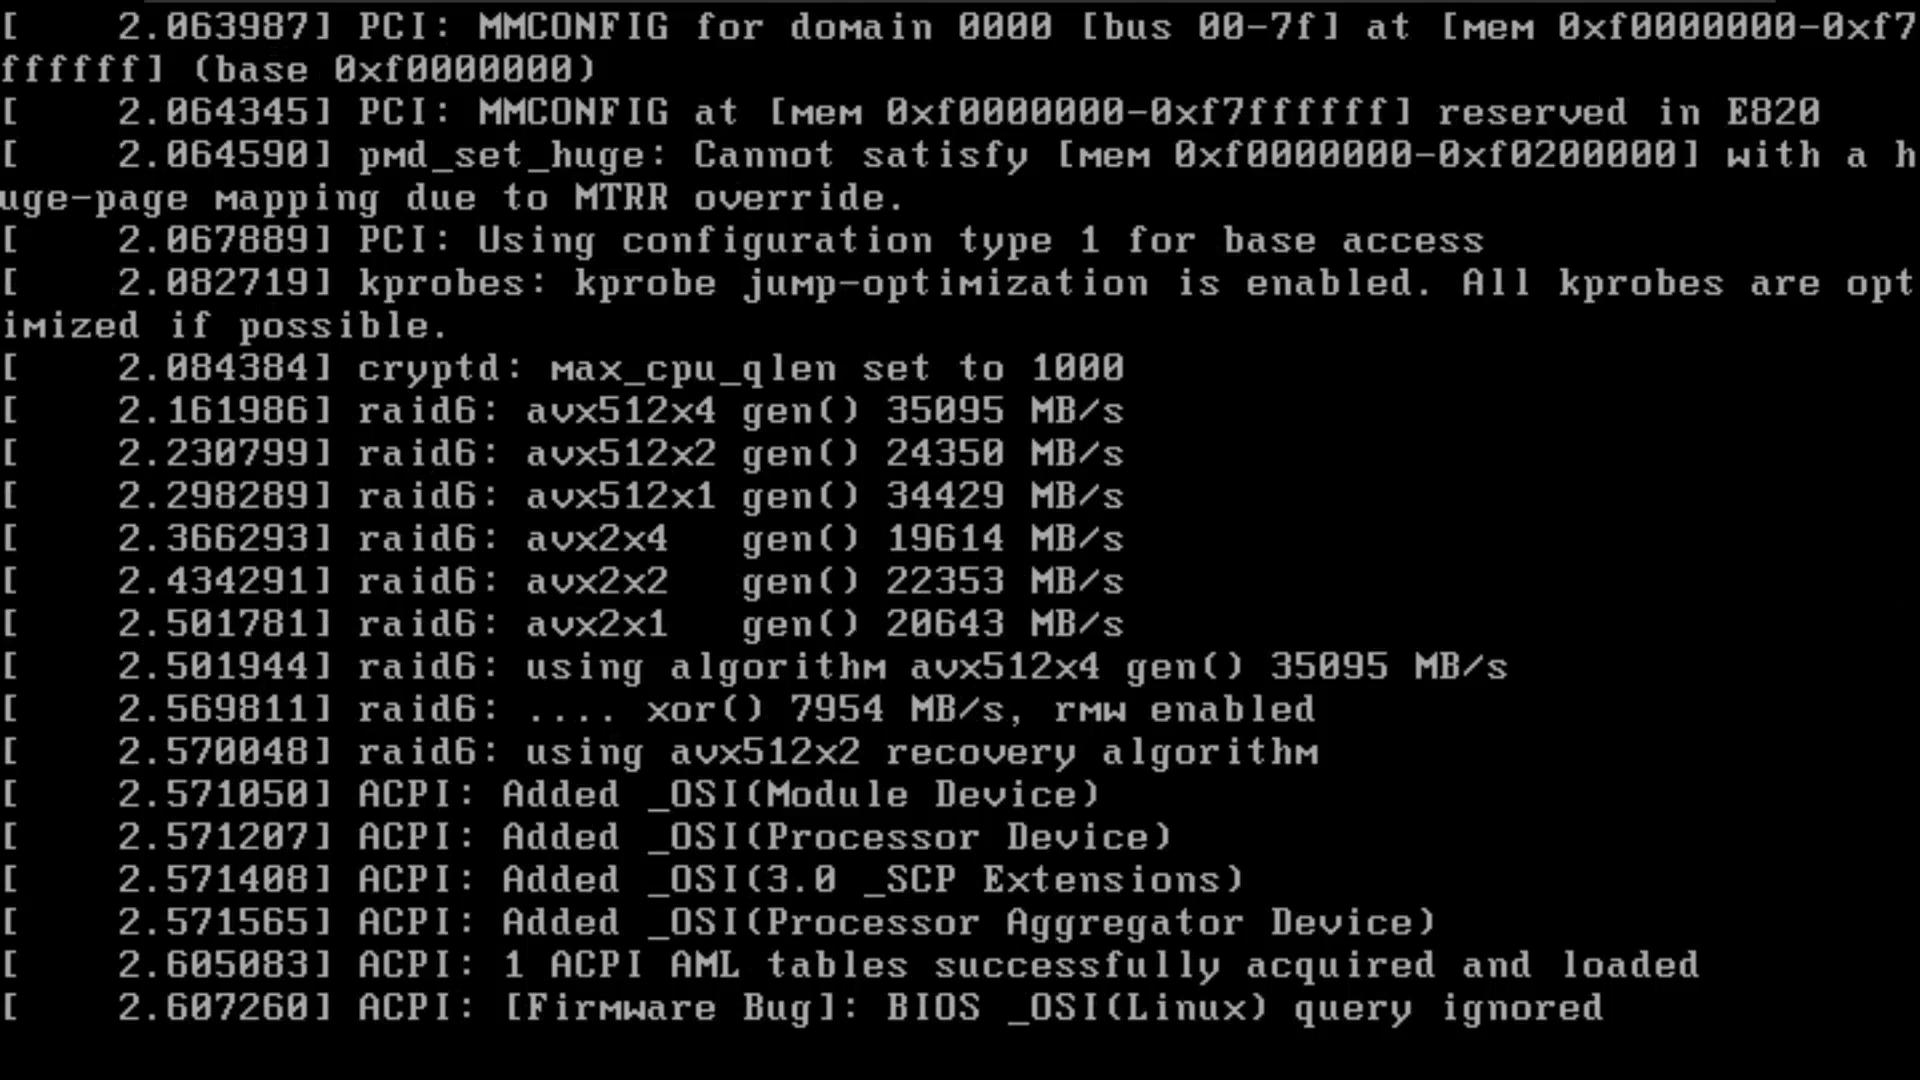 [    2.063987] PCI: MMCONFIG for domain 0000 [bus 00-7f] at [mem 0xf0000000-0xf7
ffffff] (base 0xf0000000)
[    2.064345] PCI: MMCONFIG at [mem 0xf0000000-0xf7ffffff] reserved in E820
[    2.064590] pmd_set_huge: Cannot satisfy [mem 0xf0000000-0xf0200000] with a h
uge-page mapping due to MTRR override.
[    2.067889] PCI: Using configuration type 1 for base access
[    2.082719] kprobes: kprobe jump-optimization is enabled. All kprobes are opt
imized if possible.
[    2.084384] cryptd: max_cpu_qlen set to 1000
[    2.161986] raid6: avx512x4 gen() 35095 MB/s
[    2.230799] raid6: avx512x2 gen() 24350 MB/s
[    2.298289] raid6: avx512x1 gen() 34429 MB/s
[    2.366293] raid6: avx2x4   gen() 19614 MB/s
[    2.434291] raid6: avx2x2   gen() 22353 MB/s
[    2.501781] raid6: avx2x1   gen() 20643 MB/s
[    2.501944] raid6: using algorithm avx512x4 gen() 35095 MB/s
[    2.569811] raid6: .... xor() 7954 MB/s, rmw enabled
[    2.570048] raid6: using avx512x2 recovery algorithm
[    2.571050] ACPI: Added _OSI(Module Device)
[    2.571207] ACPI: Added _OSI(Processor Device)
[    2.571408] ACPI: Added _OSI(3.0 _SCP Extensions)
[    2.571565] ACPI: Added _OSI(Processor Aggregator Device)
[    2.605083] ACPI: 1 ACPI AML tables successfully acquired and loaded
[    2.607260] ACPI: [Firmware Bug]: BIOS _OSI(Linux) query ignored